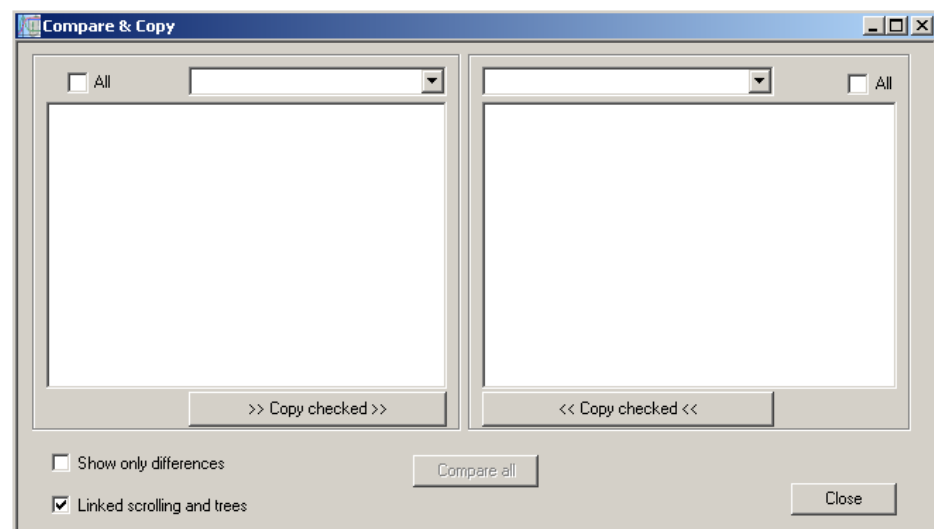 Compare & Copy
All
All
>> Copy checked >>
<< Copy checked <<
Show only differences
Compare all
Linked scrolling and trees
Close